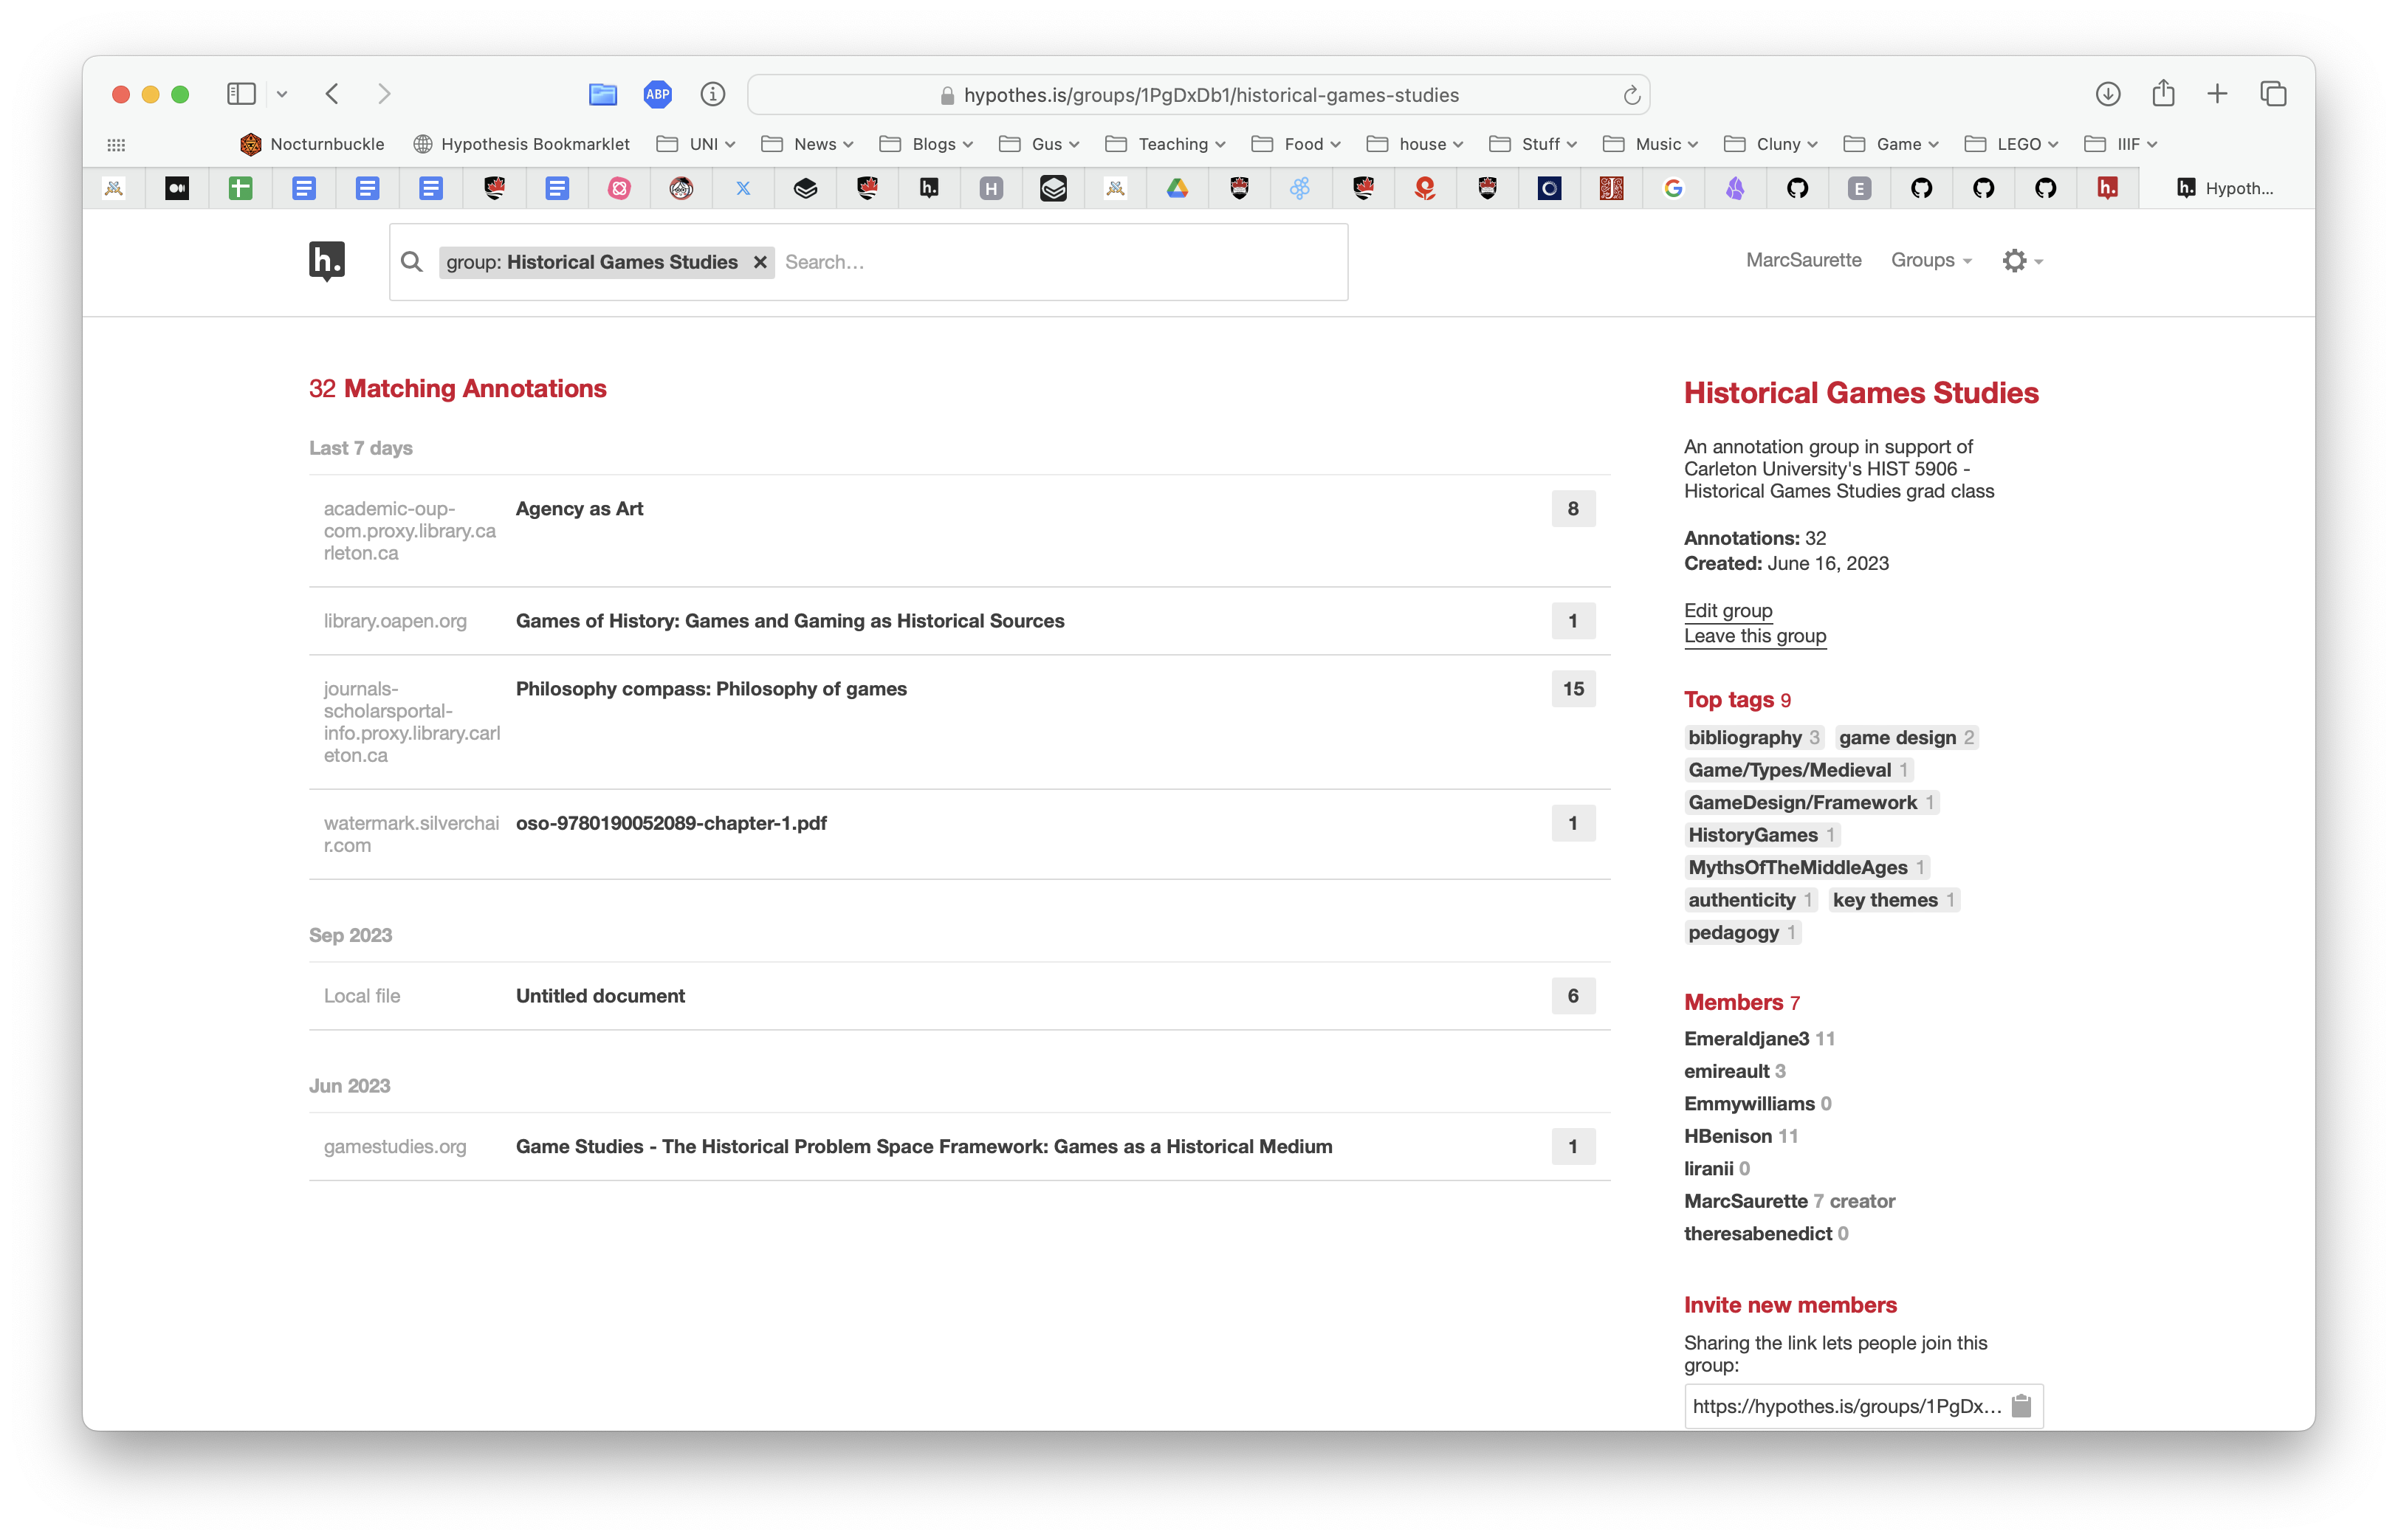 ABP
hypothes.is/groups/1PgDxDb1/historical-games-studies
Nocturnbuckle
Hypothesis Bookmarklet
UNI
News
Blogs
Gus
Teaching
Food
house
Stuff
Music
Cluny
Game
LEGO
IIIF
h.
H
E
h.
h.
Hypoth...
h.
group: Historical Games Studies
Search...
MarcSaurette
Groups
32 Matching Annotations
Last 7 days
academic-oup-
com.proxy.library.ca
rleton.ca
Agency as Art
8
library.oapen.org
Games of History: Games and Gaming as Historical Sources
1
journals-
scholarsportal-
info.proxy.library.carl
eton.ca
Philosophy compass: Philosophy of games
15
watermark.silverchai
r.com
oso-9780190052089-chapter-1.pdf
1
Sep 2023
Local file
Untitled document
6
Jun 2023
gamestudies.org
Game Studies - The Historical Problem Space Framework: Games as a Historical Medium
1
Historical Games Studies
An annotation group in support of
Carleton University's HIST 5906 -
Historical Games Studies grad class
Annotations: 32
Created: June 16, 2023
Edit group
Leave this group
Top tags 9
bibliography 3 game design 2
Game/Types/Medieval 1
GameDesign/Framework 1
HistoryGames 1
MythsOfTheMiddleAges 1
authenticity 1 key themes 1
pedagogy 1
Members 7
Emeraldjane3 11
emireault 3
Emmywilliams 0
HBenison 11
liranii 0
MarcSaurette 7 creator
theresabenedict 0
Invite new members
Sharing the link lets people join this
group:
https://hypothes.is/groups/1PgDx...